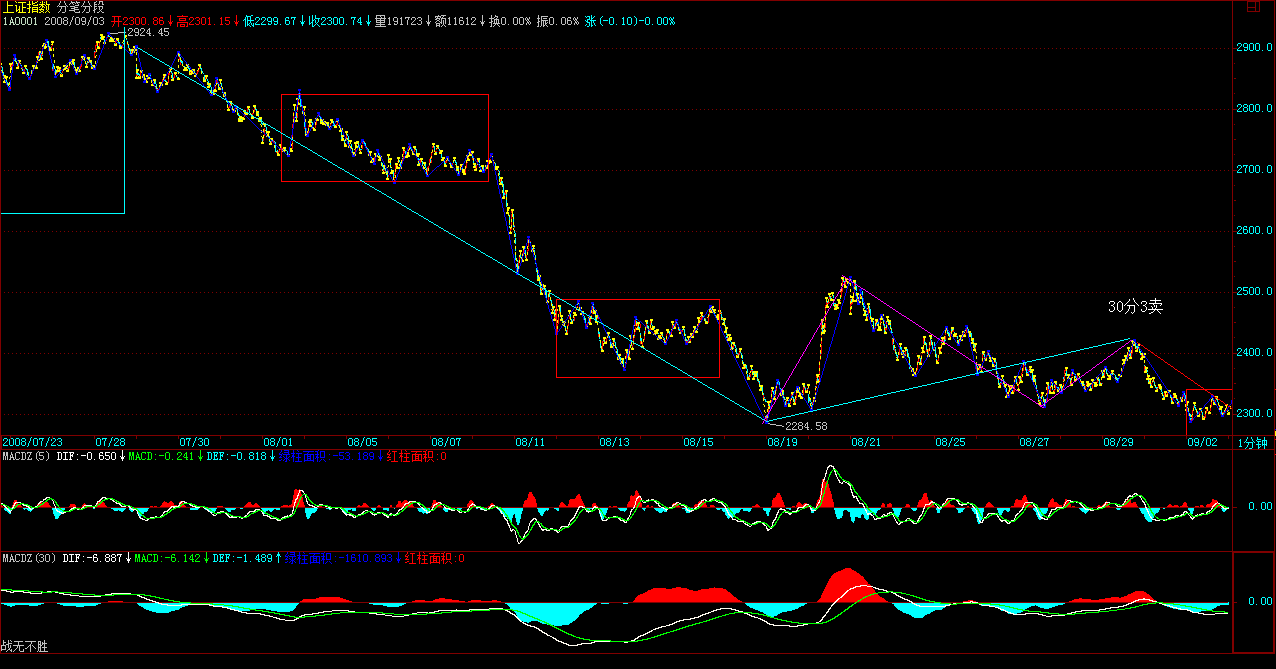 上证指数 分笔分段
1A0001 2008/09/03 开2300.88↓高2301.15↓低2299.67↓收2300.74↓量191723↓额11612↓换0.00% 振0.06% 涨(-0.10)-0.00%
2924.45
2900.0
2800.0
2700.0
2600.0
2500.0
30分3卖
2400.0
2300.0
2284.58
2008/07/23 07/28 07/30 08/01 08/05 08/07 08/11 08/13 08/15 08/19 08/21 08/25 08/27 08/29 09/02 1分钟
MACDZ(5) DIF:-0.650↓MACD:-0.241↓DEF:-0.818↓绿柱面积:-53.189↓红柱面积:0
0.00
MACDZ(30) DIF:-6.887↓MACD:-6.142↓DEF:-1.489↑绿柱面积:-1610.893↓红柱面积:0
0.00
战无不胜